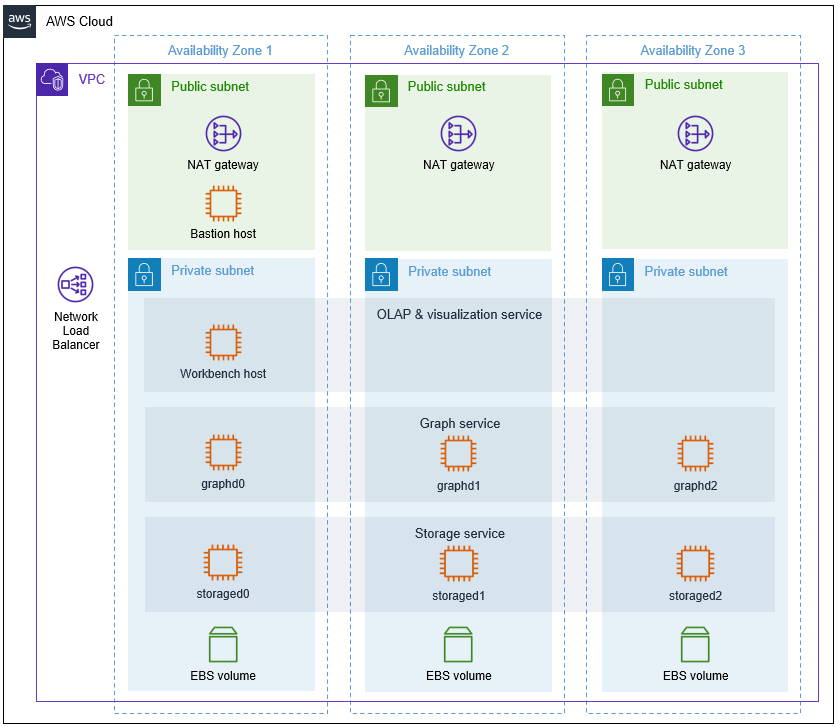 aws
AWS Cloud
Availability Zone 1
Availability Zone 2
Availability Zone 3
VPC
Public subnet
Public subnet
Public subnet
NAT gateway
NAT gateway
NAT gateway
Bastion host
Private subnet
Private subnet
Private subnet
Network
Load
Balancer
OLAP & visualization service
Workbench host
Graph service
graphd0
graphd1
graphd2
Storage service
storaged0
storaged1
storaged2
EBS volume
EBS volume
EBS volume